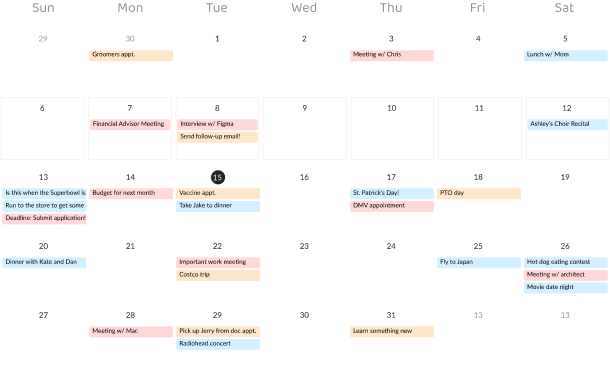 Sun Mon Tue Wed Thu Fri Sat
29 30 1 2 3 4 5
Groomers appt. Meeting w/ Chris Lunch w/ Mom
6 7 8 9 10 11 12
Financial Advisor Meeting Interview w/ Figma Ashley's Choir Recital
Send follow-up email!
13 14 15 16 17 18 19
Is this when the Superbowl is Budget for next month Vaccine appt. St. Patrick's Day! PTO day
Run to the store to get some Take Jake to dinner DMV appointment
Deadline: Submit application!
20 21 22 23 24 25 26
Dinner with Kate and Dan Important work meeting Fly to Japan Hot dog eating contest
Costco trip Meeting w/ architect
Movie date night
27 28 29 30 31 13 13
Meeting w/ Mac Pick up Jerry from doc appt. Learn something new
Radiohead concert